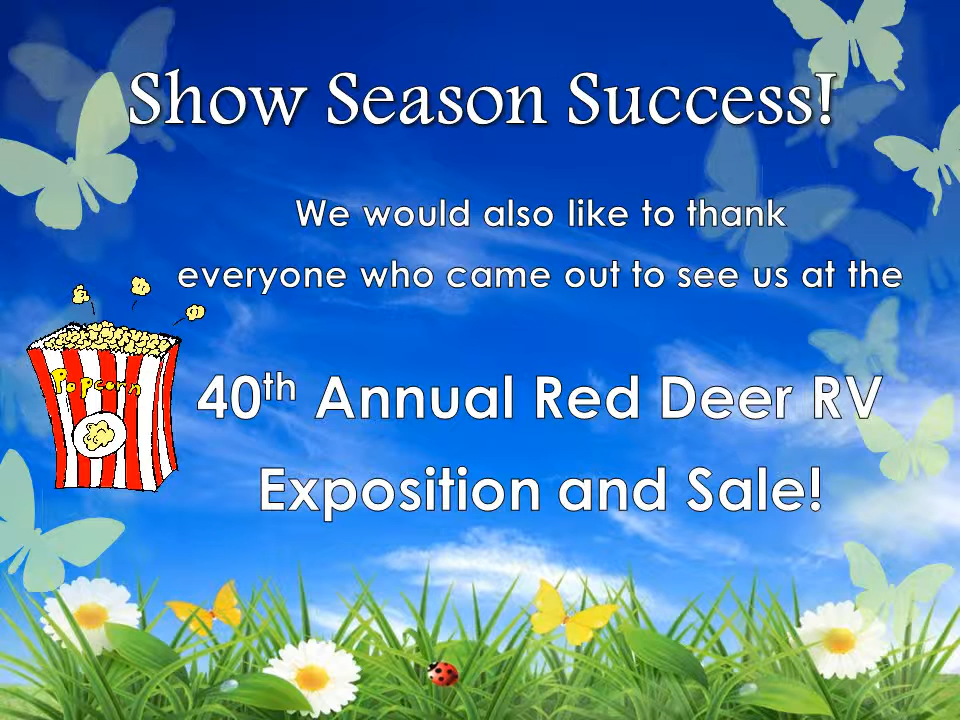 Show Season Success!
We would also like to thank
everyone who came out to see us at the
Popcorn
40th Annual Red Deer RV
Exposition and Sale!